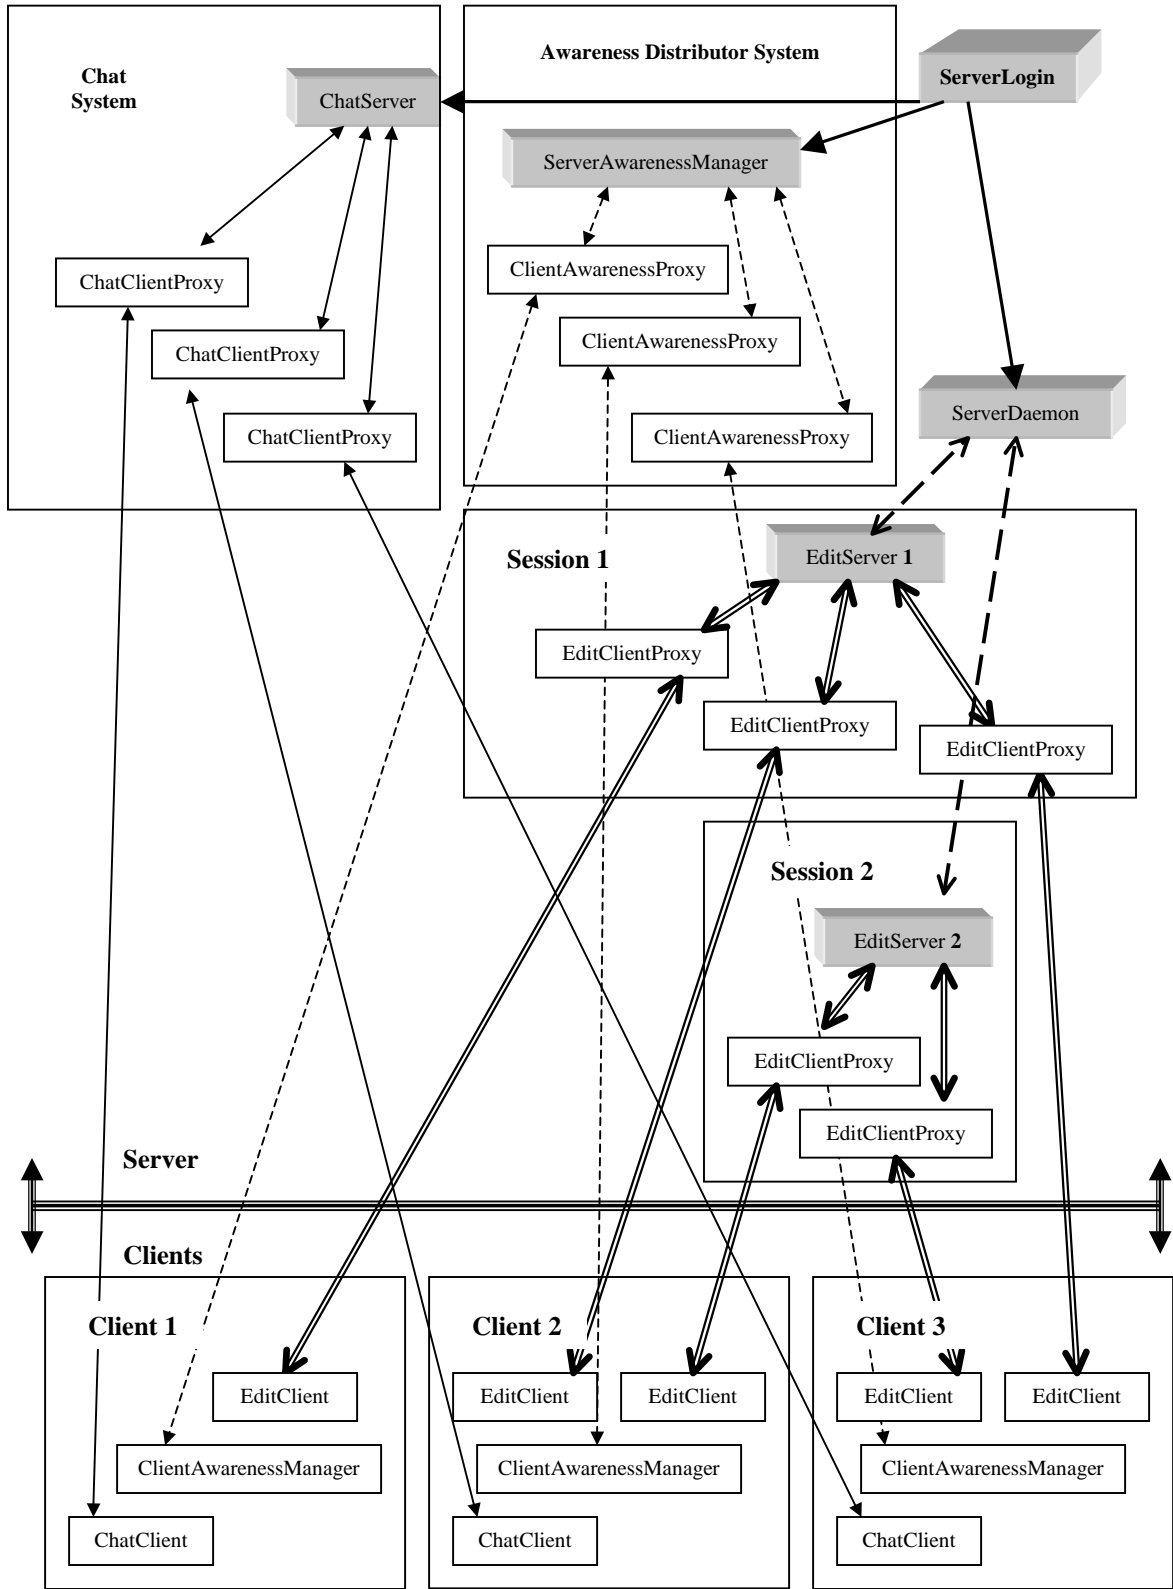 Awareness Distributor System
ServerLogin
Chat
System
ChatServer
ServerAwarenessManager
ChatClientProxy
ClientAwarenessProxy
ChatClientProxy
ClientAwarenessProxy
ServerDaemon
ChatClientProxy
ClientAwarenessProxy
Session 1
EditServer 1
EditClientProxy
EditClientProxy
EditClientProxy
Session 2
EditServer 2
EditClientProxy
EditClientProxy
Server
Clients
Client 1
Client 2
Client 3
EditClient
EditClient
EditClient
EditClient
EditClient
ClientAwarenessManager
ClientAwarenessManager
ClientAwarenessManager
ChatClient
ChatClient
ChatClient